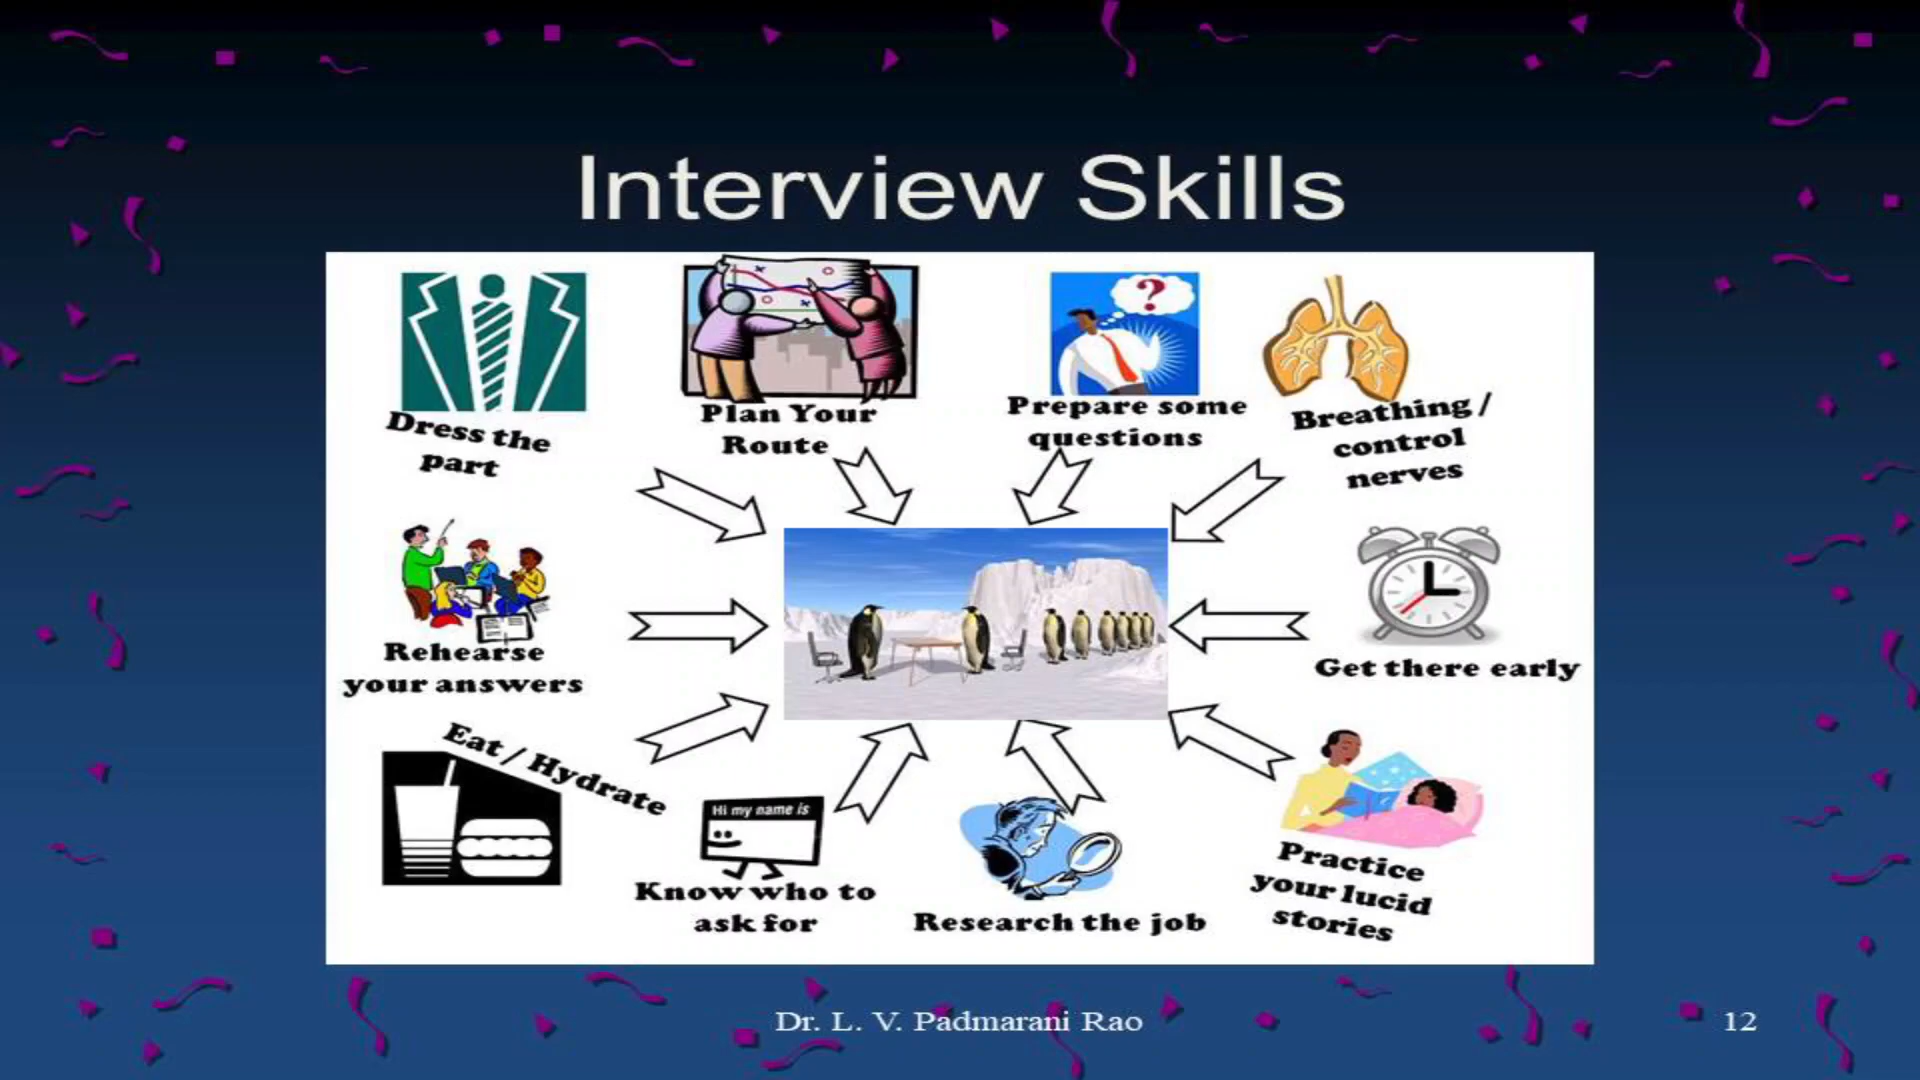 Interview Skills
Dress the
part
Plan Your
Route
Prepare some
questions
Breathing /
control
nerves
Rehearse
your answers
Get there early
Eat / Hydrate
Hi my name is
Know who to
ask for
Research the job
Practice
your lucid
stories
Dr. L. V. Padmarani Rao
12